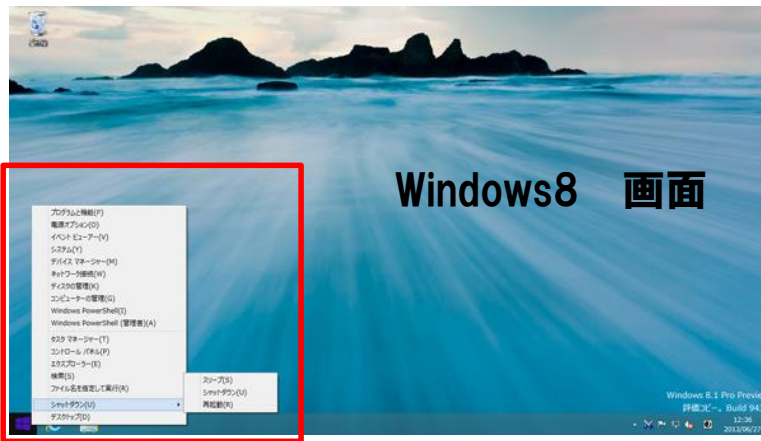 ごみ箱
Windows8 画面
プログラムと機能(F)
電源オプション(O)
イベント ビューアー(V)
システム(Y)
デバイス マネージャー(M)
ネットワーク接続(W)
ディスクの管理(K)
コンピューターの管理(G)
Windows PowerShell(I)
Windows PowerShell (管理者)(A)
タスク マネージャー(T)
コントロール パネル(P)
エクスプローラー(E)
検索(S)
ファイル名を指定して実行(R)
シャットダウン(U)
デスクトップ(D)
スリープ(S)
シャットダウン(U)
再起動(R)
Windows 8.1 Pro Preview
評価コピー。 Build 943
12:36
2013/06/27